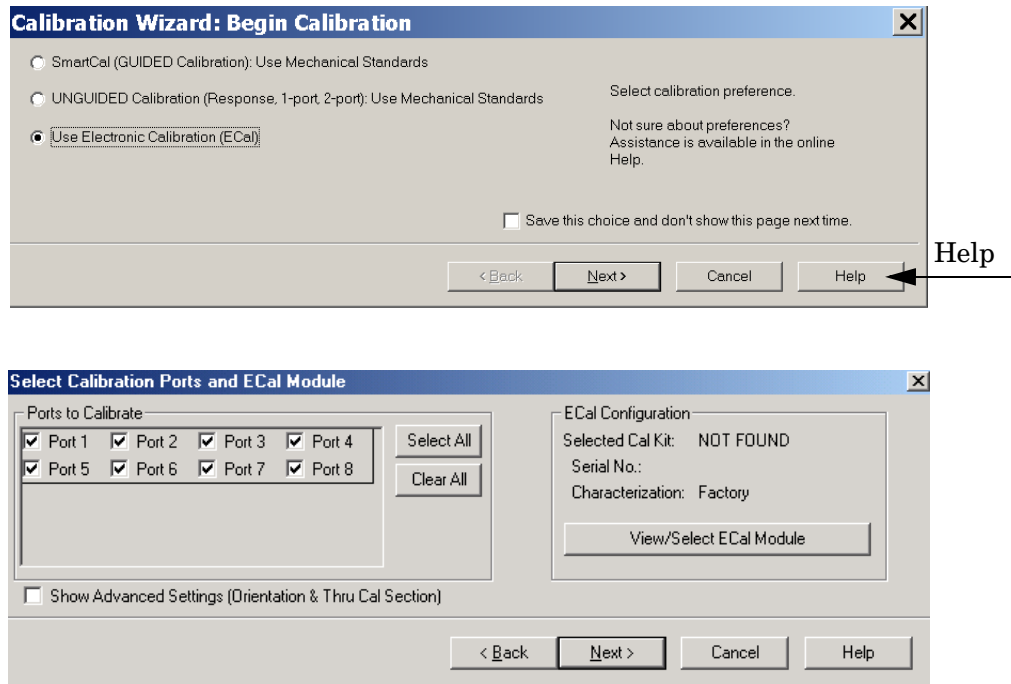 Calibration Wizard: Begin Calibration
SmartCal (GUIDED Calibration): Use Mechanical Standards
UNGUIDED Calibration (Response, 1-port, 2-port): Use Mechanical Standards
Use Electronic Calibration (ECal)
Select calibration preference.
Not sure about preferences?
Assistance is available in the online
Help.
Save this choice and don't show this page next time.
< Back
Next >
Cancel
Help
Help
Select Calibration Ports and ECal Module
Ports to Calibrate
Port 1 Port 2 Port 3 Port 4
Port 5 Port 6 Port 7 Port 8
Select All
Clear All
ECal Configuration
Selected Cal Kit: NOT FOUND
Serial No.:
Characterization: Factory
View/Select ECal Module
Show Advanced Settings (Orientation & Thru Cal Section)
< Back
Next >
Cancel
Help